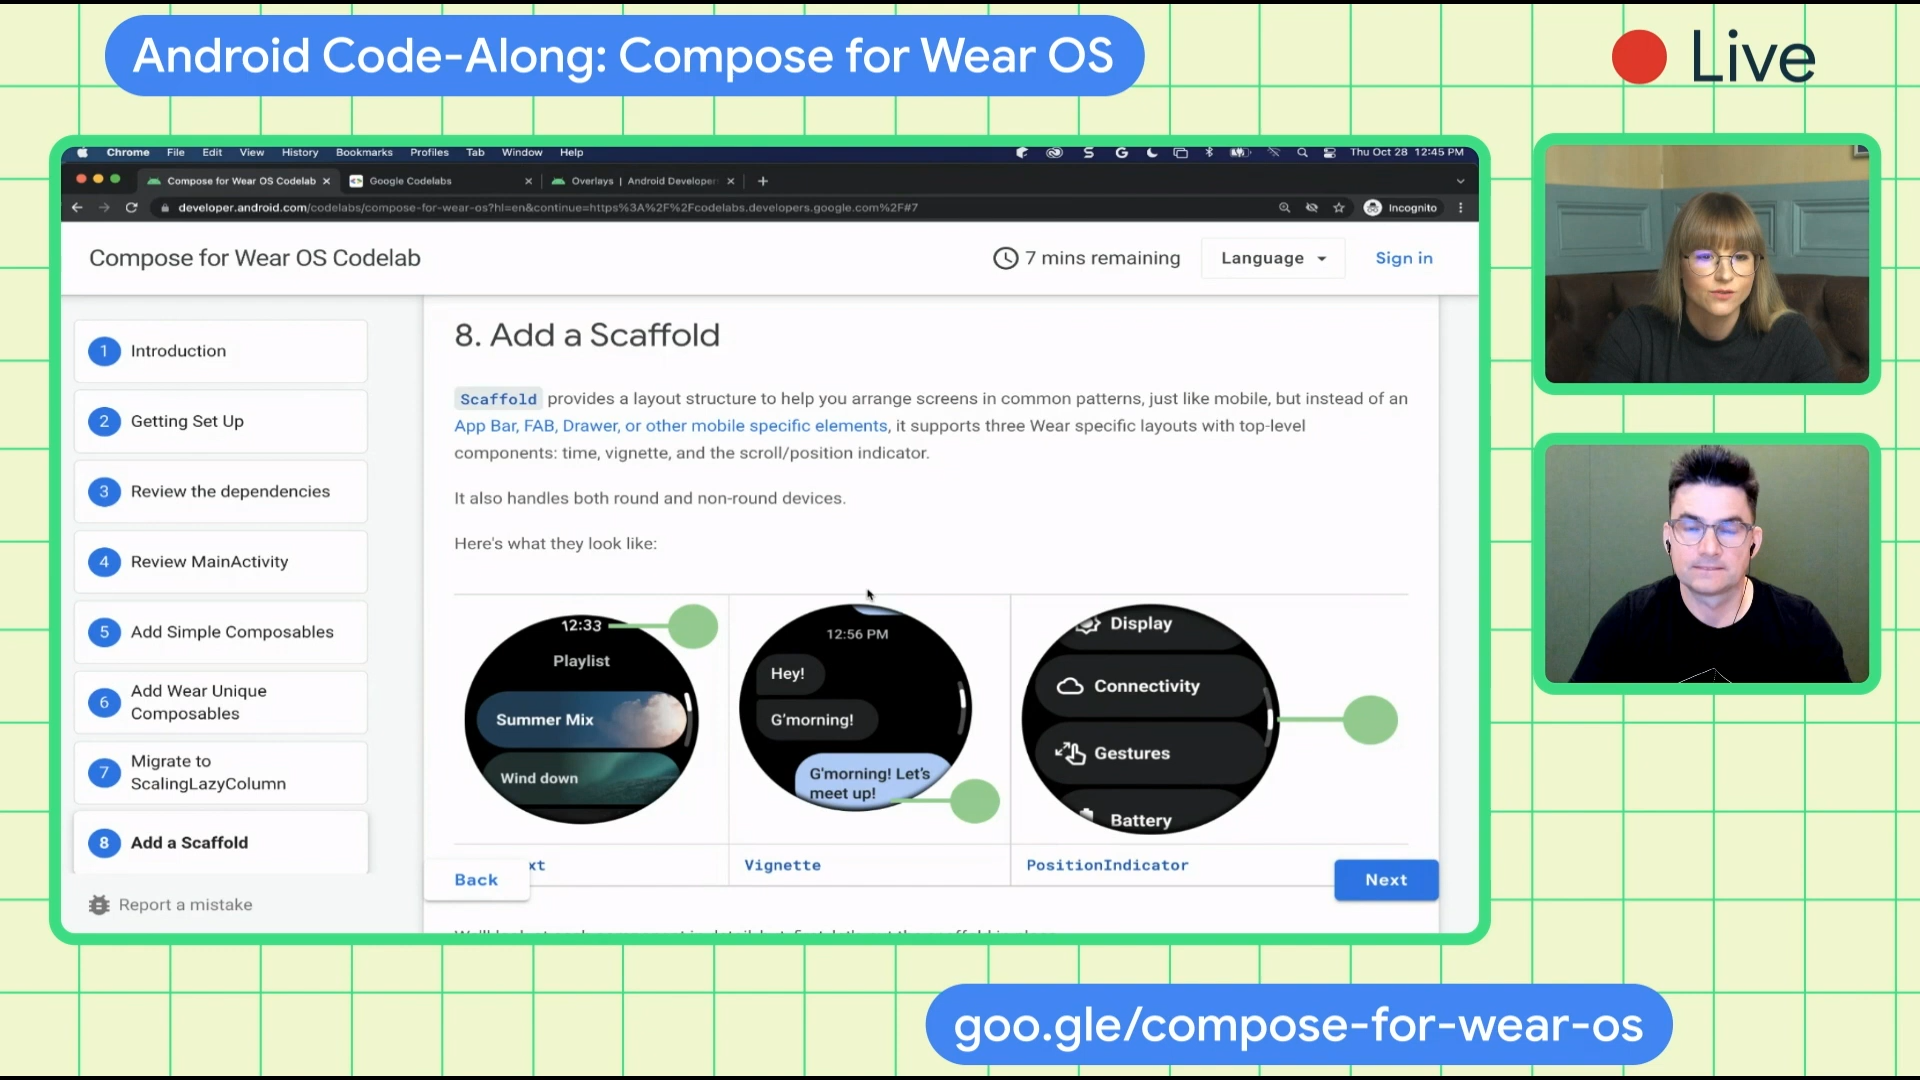 Android Code-Along: Compose for Wear OS
Live
Chrome File Edit View History Bookmarks Profiles Tab Window Help
Thu Oct 28 12:45 PM
Compose for Wear OS Codelab
Google Codelabs
Overlays | Android Developer
developer.android.com/codelabs/compose-for-wear-os?hl=en&continue=https%3A%2F%2Fcodelabs.developers.google.com%2F#7
Incognito
Compose for Wear OS Codelab
7 mins remaining
Language
Sign in
1 Introduction
2 Getting Set Up
3 Review the dependencies
4 Review MainActivity
5 Add Simple Composables
6 Add Wear Unique
Composables
7 Migrate to
ScalingLazyColumn
8 Add a Scaffold
Report a mistake
8. Add a Scaffold
Scaffold provides a layout structure to help you arrange screens in common patterns, just like mobile, but instead of an
App Bar, FAB, Drawer, or other mobile specific elements, it supports three Wear specific layouts with top-level
components: time, vignette, and the scroll/position indicator.
It also handles both round and non-round devices.
Here's what they look like:
12:33
Playlist
Summer Mix
Wind down
12:56 PM
Hey!
G'morning!
G'morning! Let's
meet up!
Display
Connectivity
Gestures
Battery
xt
Vignette
PositionIndicator
Back
Next
goo.gle/compose-for-wear-os